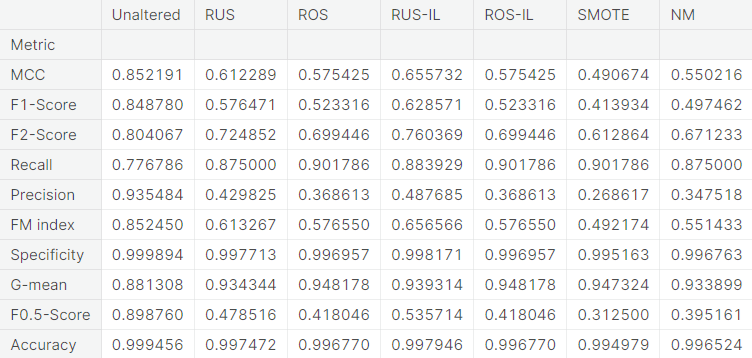 Unaltered RUS ROS RUS-IL ROS-IL SMOTE NM
Metric
MCC 0.852191 0.612289 0.575425 0.655732 0.575425 0.490674 0.550216
F1-Score 0.848780 0.576471 0.523316 0.628571 0.523316 0.413934 0.497462
F2-Score 0.804067 0.724852 0.699446 0.760369 0.699446 0.612864 0.671233
Recall 0.776786 0.875000 0.901786 0.883929 0.901786 0.901786 0.875000
Precision 0.935484 0.429825 0.368613 0.487685 0.368613 0.268617 0.347518
FM index 0.852450 0.613267 0.576550 0.656566 0.576550 0.492174 0.551433
Specificity 0.999894 0.997713 0.996957 0.998171 0.996957 0.995163 0.996763
G-mean 0.881308 0.934344 0.948178 0.939314 0.948178 0.947324 0.933899
F0.5-Score 0.898760 0.478516 0.418046 0.535714 0.418046 0.312500 0.395161
Accuracy 0.999456 0.997472 0.996770 0.997946 0.996770 0.994979 0.996524